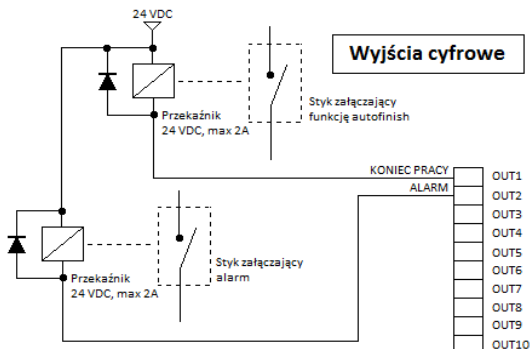 24 VDC
Wyjścia cyfrowe
Styk załączający
funkcję autofinish
Przekaźnik
24 VDC, max 2A
KONIEC PRACY
ALARM
OUT1
OUT2
OUT3
OUT4
OUT5
OUT6
OUT7
OUT8
OUT9
OUT10
Styk załączający
alarm
Przekaźnik
24 VDC, max 2A